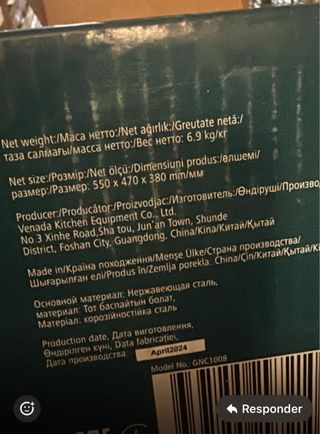 Net weight:/Маса нетто:/Net ağırlık:/Greutate netă:/
таза салмағы/масса нетто:/Вес нетто: 6.9 kg/кг
Net size:/Розмір:/Net ölçü:/Dimensiuni produs:/өлшемі/
размер:/Размер: 550 x 470 x 380 mm/мм
Producer:/Producător:/Proizvodjac:/Изготовитель:/Өндіруші/Произво
Venada Kitchen Equipment Co., Ltd.
No.3 Xinhe Road,Sha tou, Jun'an Town, Shunde
District, Foshan City, Guangdong, China/Kina/Китай/Қытай
Made in/Країна походження/Menşe Ülke/Страна производства/
Шығарылған елі/Produs în/Zemlja porekla: China/Çin/Китай/Қытай/Ki
Основной материал: Нержавеющая сталь,
материал: Тот баспайтын болат,
Матеріал: корозійностійка сталь
Production date, Дата виготовлення,
Өндірілген күні, Data fabricației,
Дата производства: April2024
Model No.: GNC1008
Responder